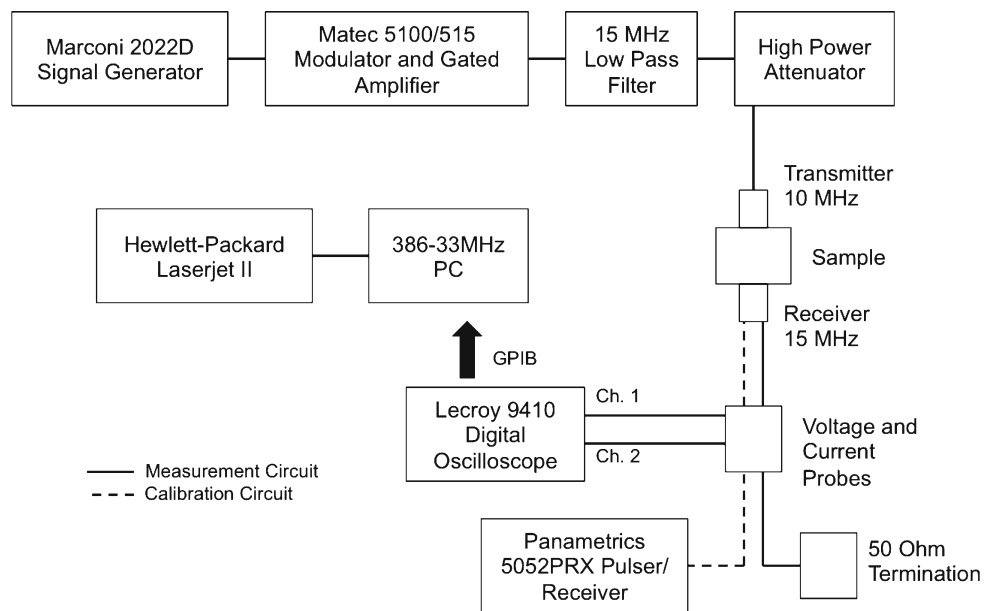 Marconi 2022D
Signal Generator
Matec 5100/515
Modulator and Gated
Amplifier
15 MHz
Low Pass
Filter
High Power
Attenuator
Transmitter
10 MHz
Hewlett-Packard
Laserjet II
386-33MHz
PC
Sample
Receiver
15 MHz
GPIB
Lecroy 9410
Digital
Oscilloscope
Ch. 1
Ch. 2
Voltage and
Current
Probes
Measurement Circuit
Calibration Circuit
Panametrics
5052PRX Pulser/
Receiver
50 Ohm
Termination